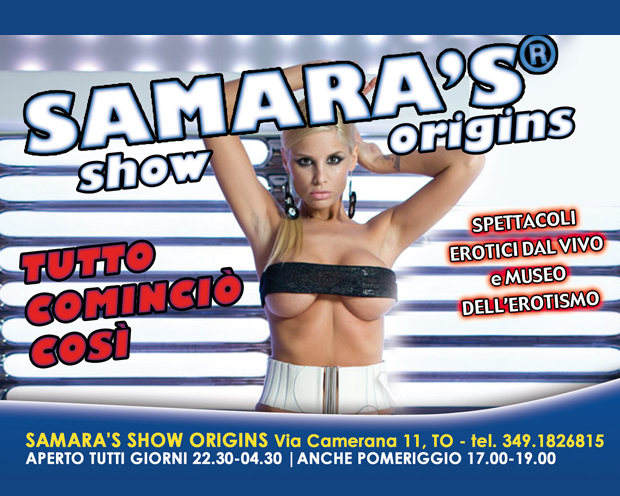 SAMARA'S®
show origins
TUTTO
COMINCIÒ
COSÌ
SPETTACOLI
EROTICI DAL VIVO
e MUSEO
DELL'EROTISMO
SAMARA'S SHOW ORIGINS Via Camerana 11, TO - tel. 349.1826815
APERTO TUTTI GIORNI 22.30-04.30 | ANCHE POMERIGGIO 17.00-19.00